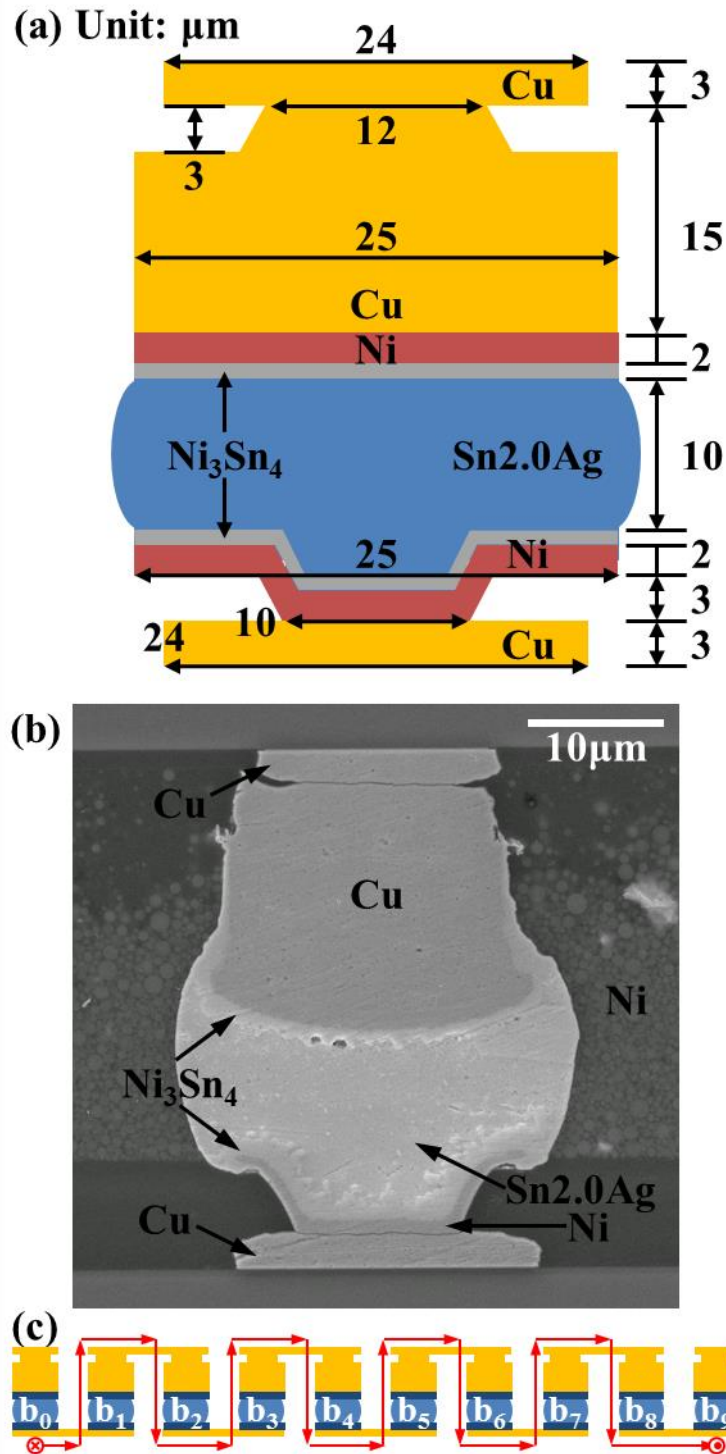 (a) Unit: μm
24
Cu
3
12
3
15
25
Cu
Ni
2
Ni₃Sn₄
Sn2.0Ag
10
Ni
25
2
3
10
24
Cu
3
(b)
10μm
Cu
Cu
Ni
Ni₃Sn₄
Sn2.0Ag
Ni
Cu
(c)
(b₀) (b₁) (b₂) (b₃) (b₄) (b₅) (b₆) (b₇) (b₈) (b₉